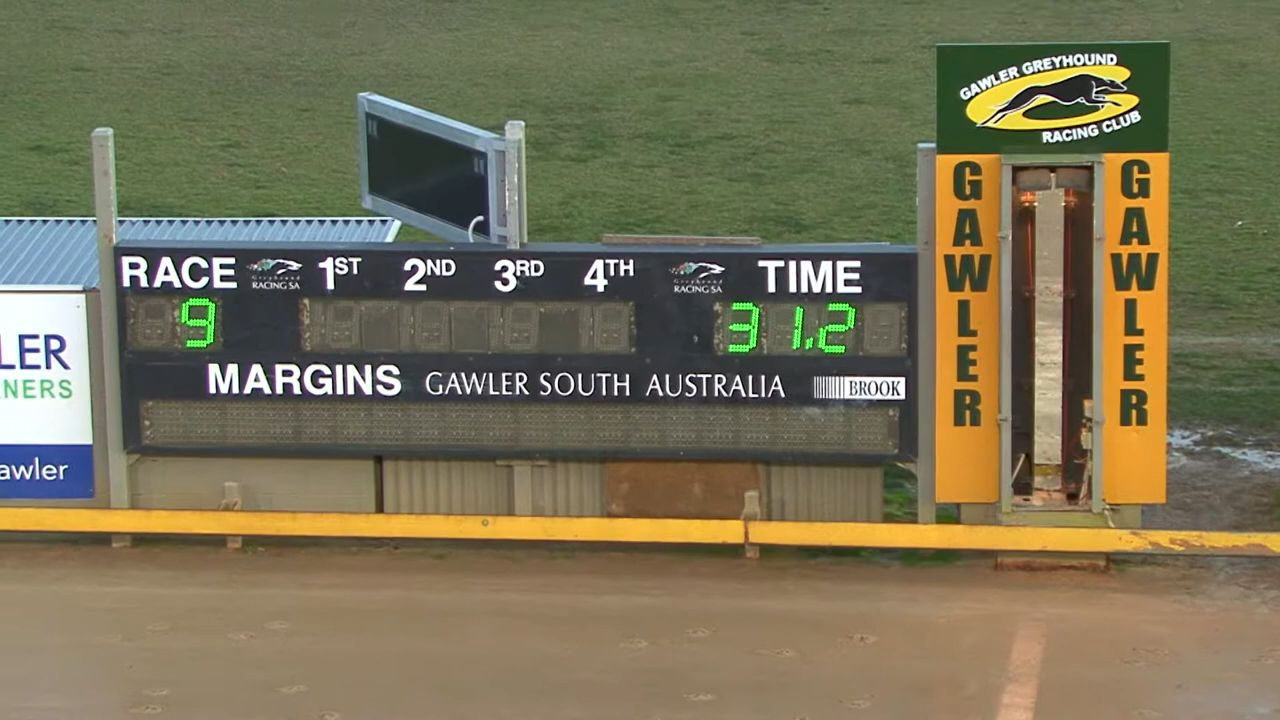 GAWLER GREYHOUND
RACING CLUB
GAWLER
GAWLER
RACE
Greyhound
RACING SA
1ST
2ND
3RD
4TH
Greyhound
RACING SA
TIME
9
31.2
MARGINS
GAWLER SOUTH AUSTRALIA
BROOK
LER
NERS
awler